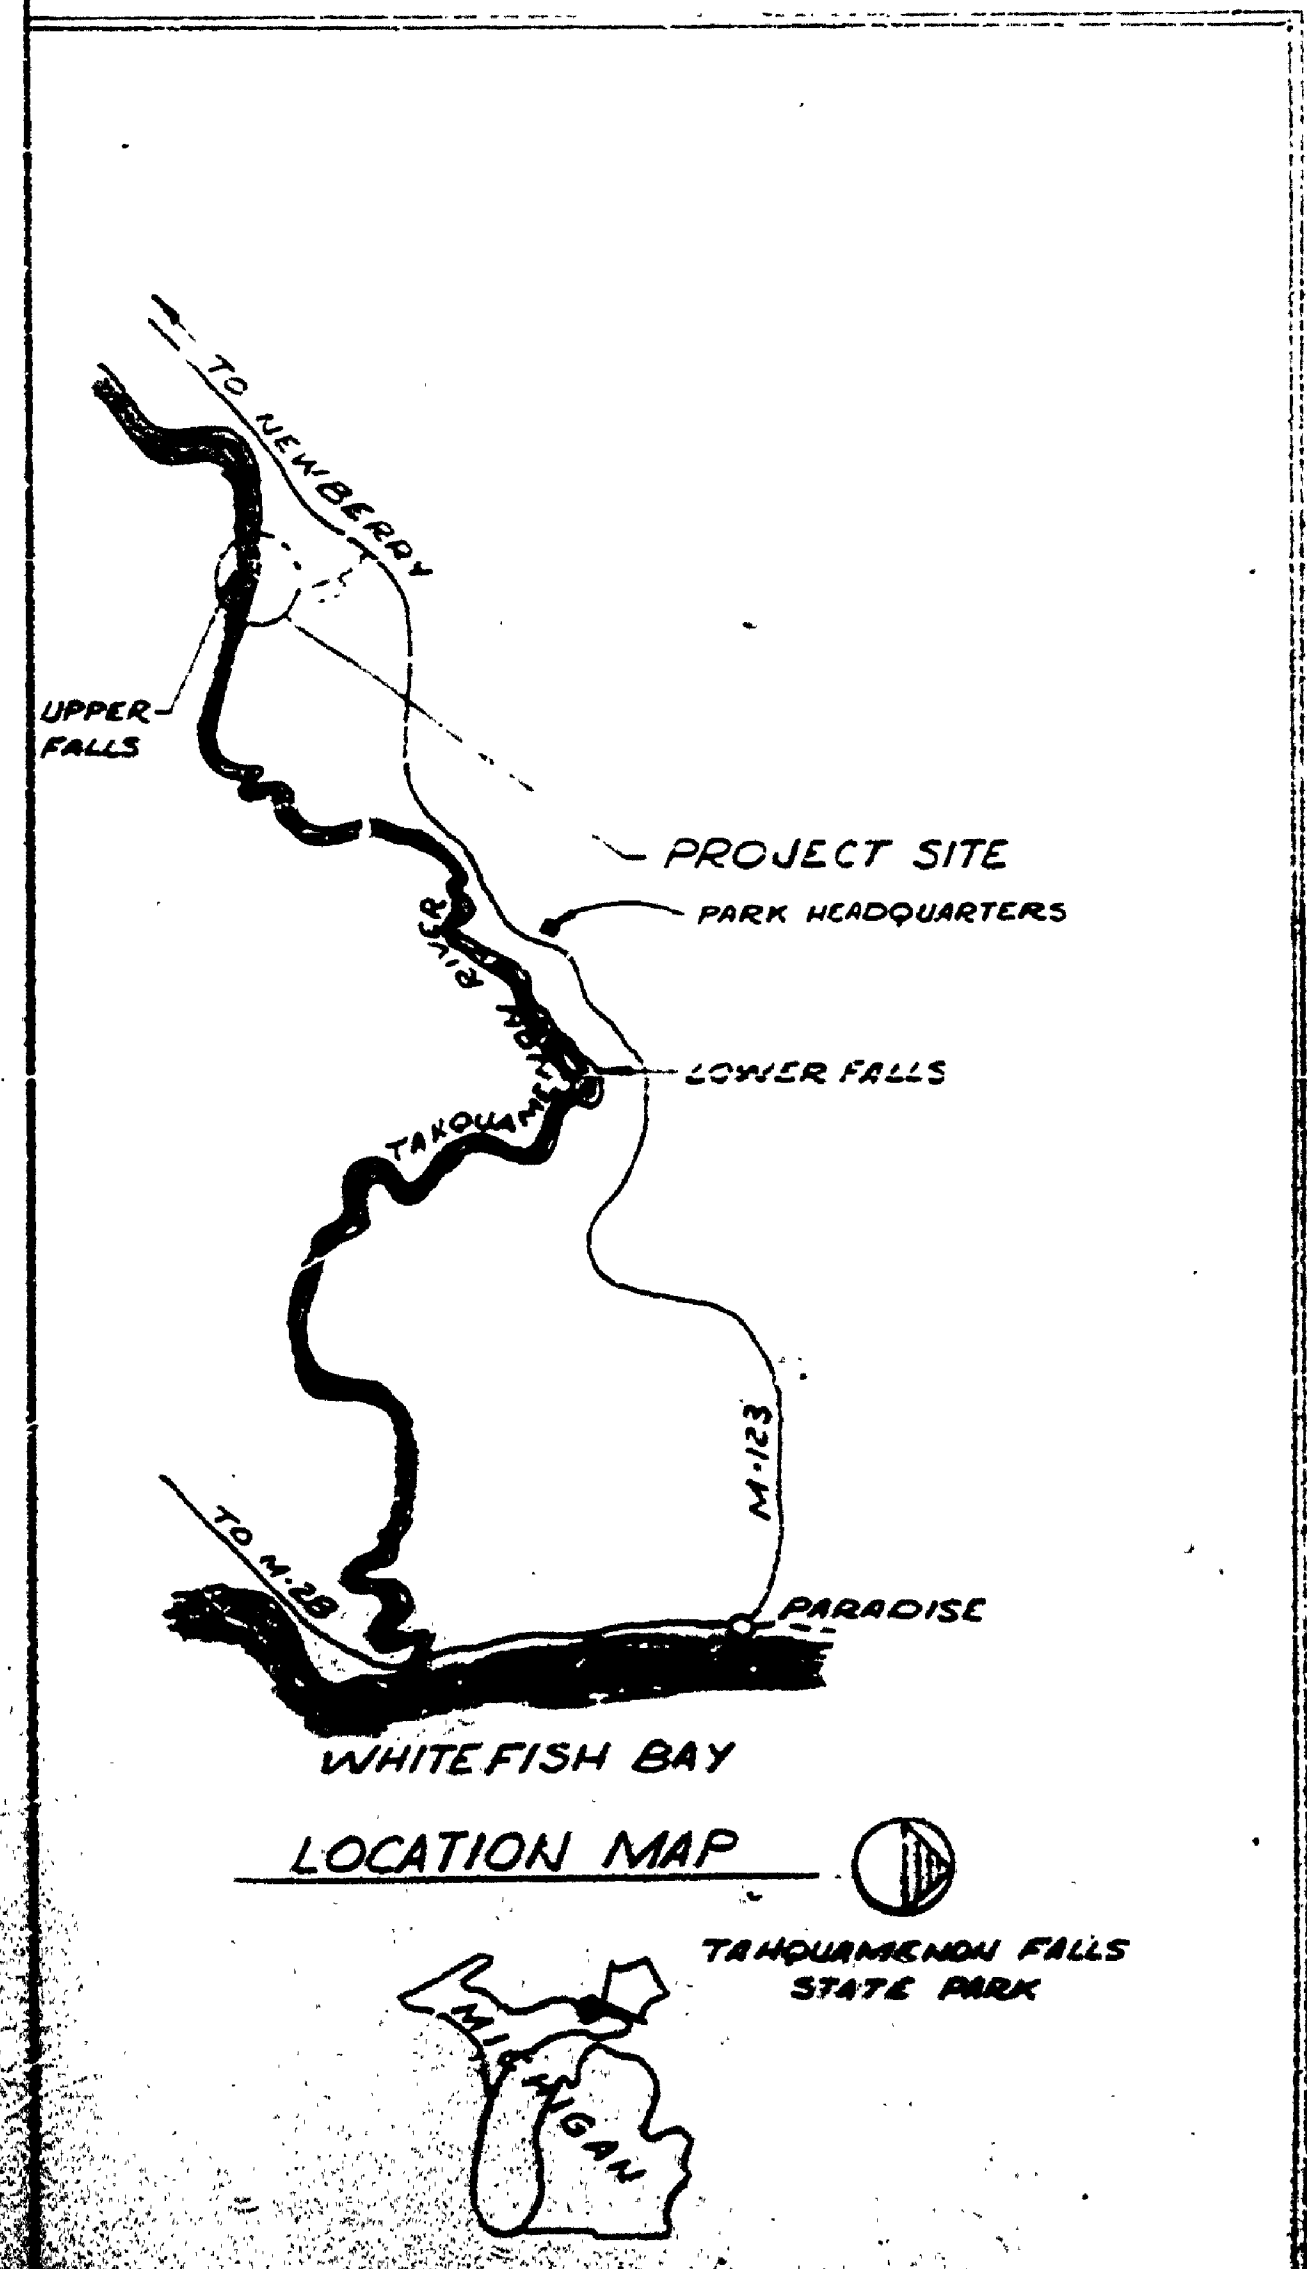 TO NEWBERRY
UPPER
FALLS
PROJECT SITE
PARK HEADQUARTERS
LOWER FALLS
TAHQUAMENON RIVER
M-123
TO M-28
PARADISE
WHITEFISH BAY
LOCATION MAP
TAHQUAMENON FALLS
STATE PARK
MICHIGAN